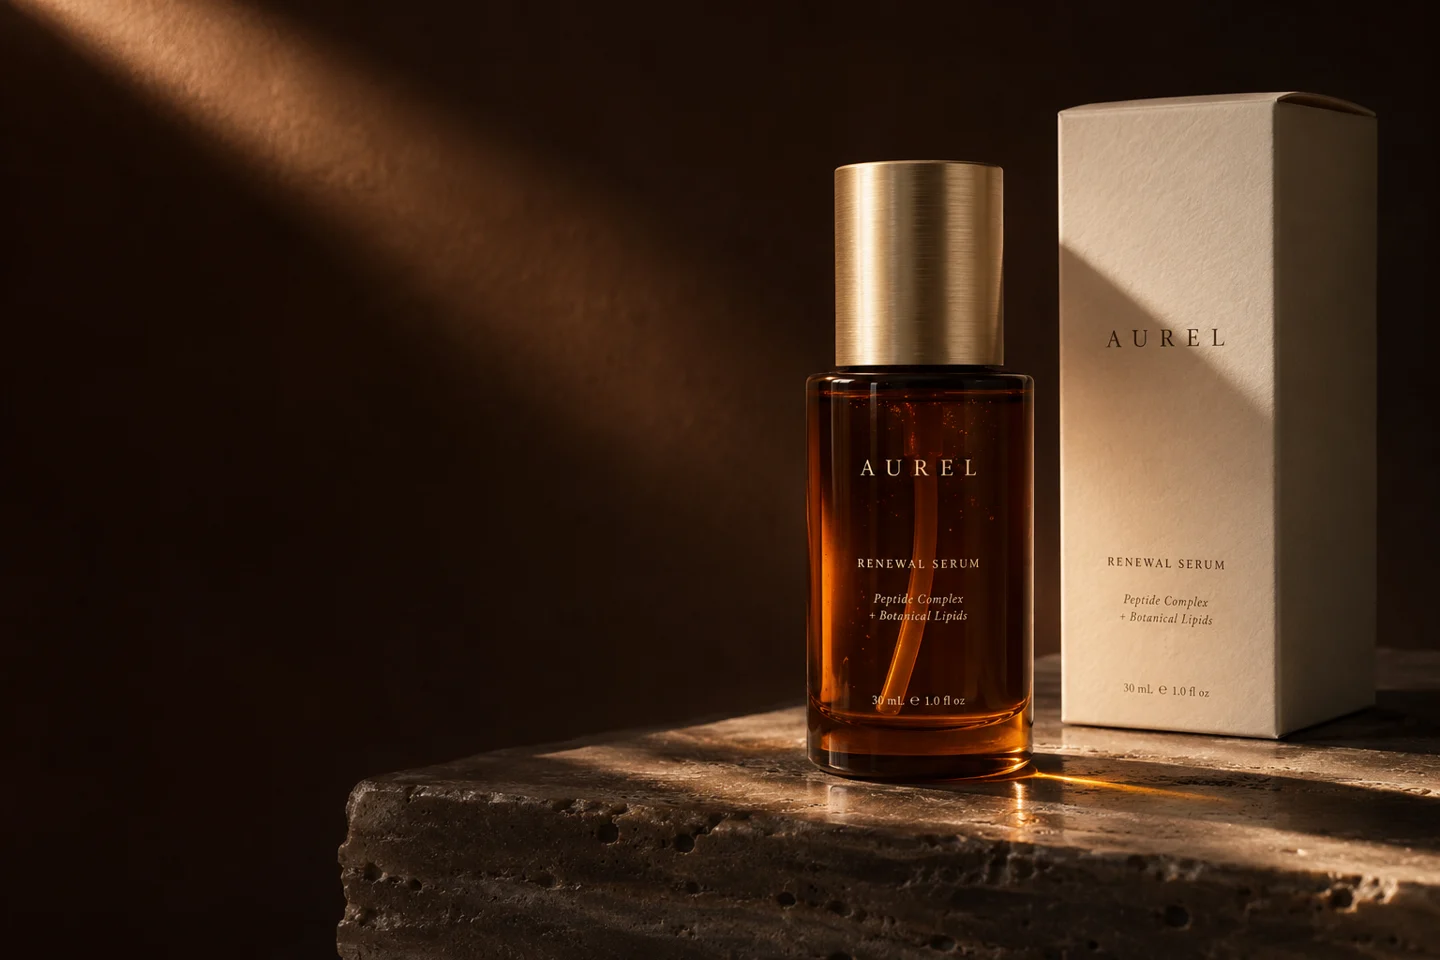 AUREL
RENEWAL SERUM
Peptide Complex
+ Botanical Lipids
30 mL ℮ 1.0 fl oz
AUREL
RENEWAL SERUM
Peptide Complex
+ Botanical Lipids
30 mL ℮ 1.0 fl oz